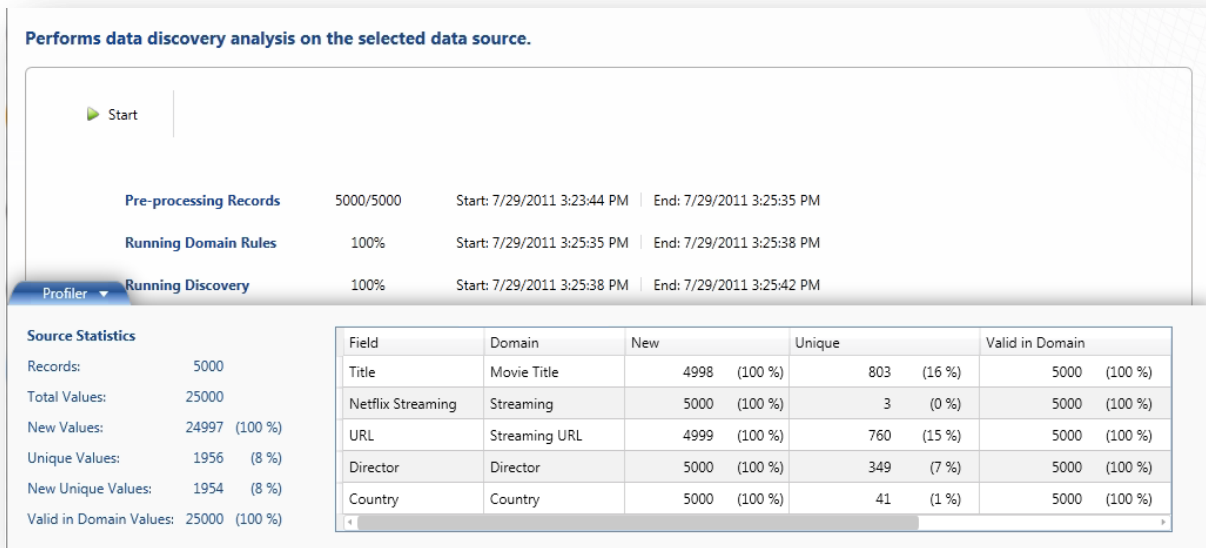 Performs data discovery analysis on the selected data source.
Start
Pre-processing Records 5000/5000 Start: 7/29/2011 3:23:44 PM End: 7/29/2011 3:25:35 PM
Running Domain Rules 100% Start: 7/29/2011 3:25:35 PM End: 7/29/2011 3:25:38 PM
Running Discovery 100% Start: 7/29/2011 3:25:38 PM End: 7/29/2011 3:25:42 PM
Profiler
Source Statistics
Records: 5000
Total Values: 25000
New Values: 24997 (100 %)
Unique Values: 1956 (8 %)
New Unique Values: 1954 (8 %)
Valid in Domain Values: 25000 (100 %)
Field Domain New Unique Valid in Domain
Title Movie Title 4998 (100 %) 803 (16 %) 5000 (100 %)
Netflix Streaming Streaming 5000 (100 %) 3 (0 %) 5000 (100 %)
URL Streaming URL 4999 (100 %) 760 (15 %) 5000 (100 %)
Director Director 5000 (100 %) 349 (7 %) 5000 (100 %)
Country Country 5000 (100 %) 41 (1 %) 5000 (100 %)